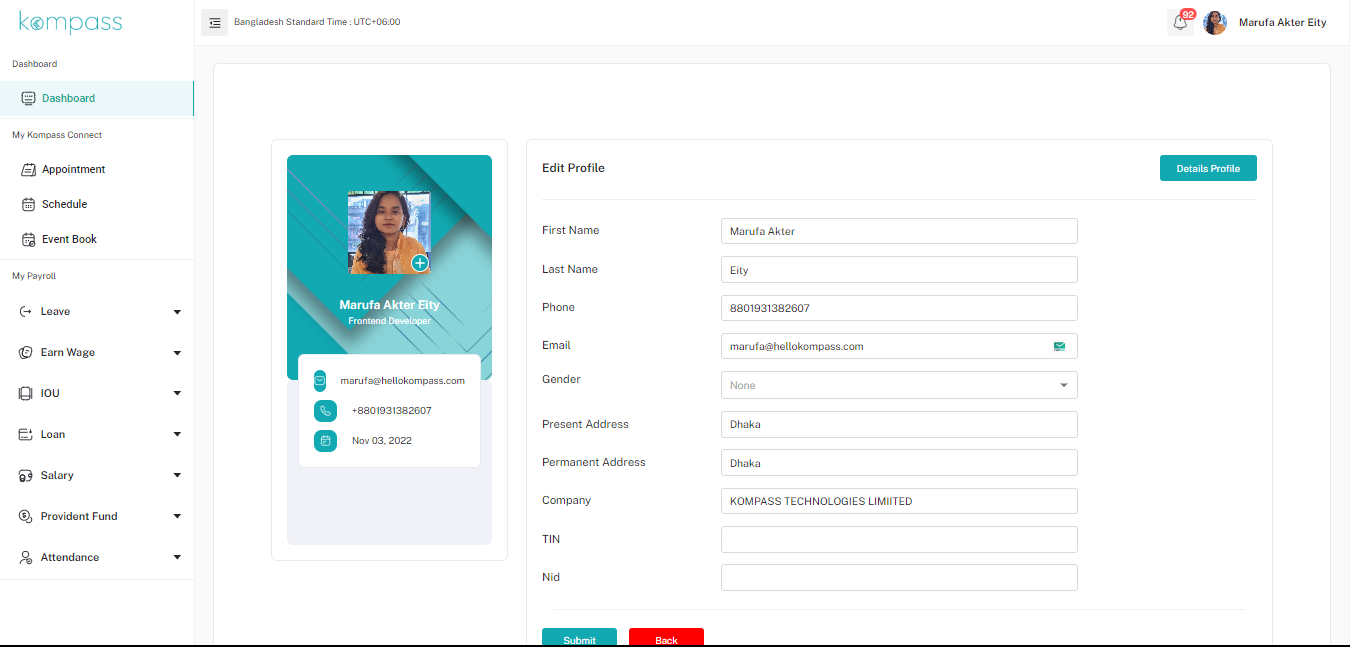 kompass
Bangladesh Standard Time : UTC+06:00
92
Marufa Akter Eity
Dashboard
Dashboard
My Kompass Connect
Appointment
Schedule
Event Book
My Payroll
Leave
Earn Wage
IOU
Loan
Salary
Provident Fund
Attendance
Marufa Akter Eity
Frontend Developer
marufa@hellokompass.com
+8801931382607
Nov 03, 2022
Edit Profile
Details Profile
First Name
Marufa Akter
Last Name
Eity
Phone
8801931382607
Email
marufa@hellokompass.com
Gender
None
Present Address
Dhaka
Permanent Address
Dhaka
Company
KOMPASS TECHNOLOGIES LIMIITED
TIN
Nid
Submit
Back